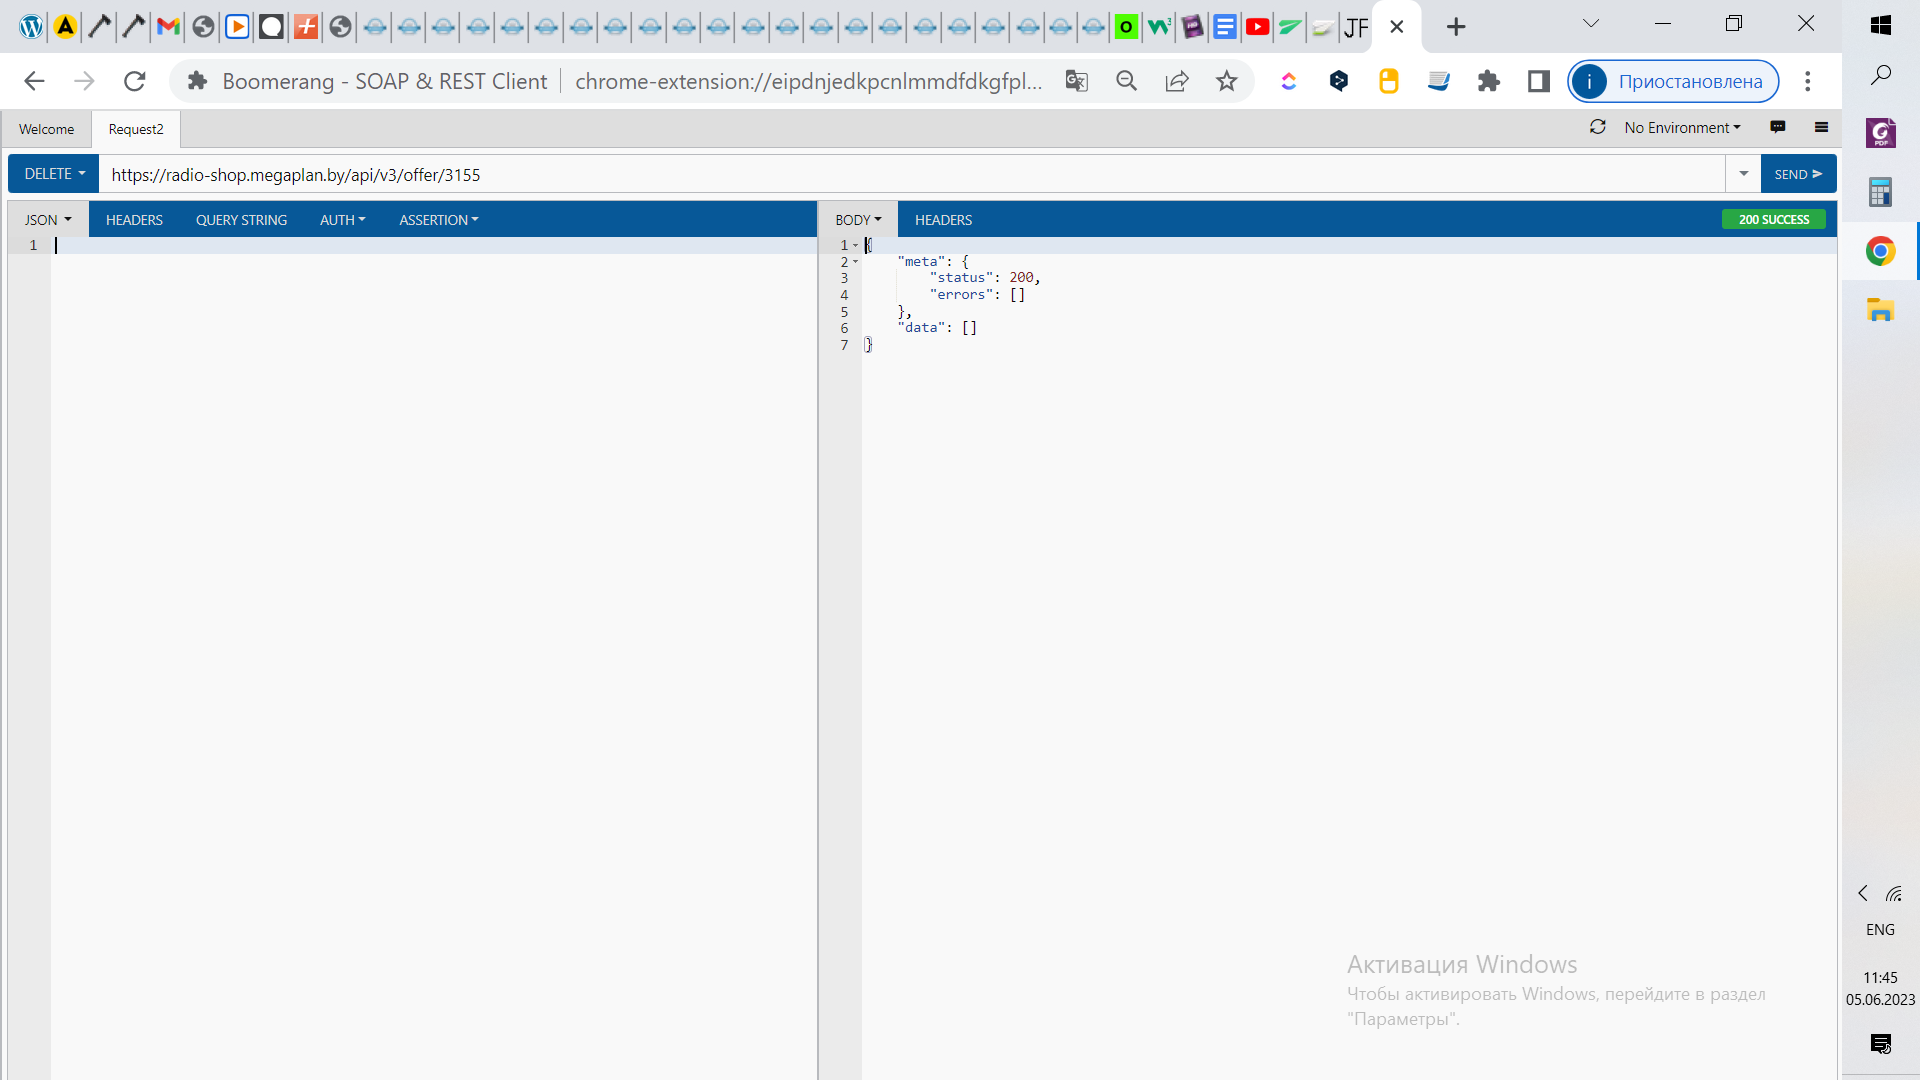 JF
Boomerang - SOAP & REST Client
chrome-extension://eipdnjedkpcnlmmdfdkgfpl...
Приостановлена
Welcome
Request2
No Environment
DELETE
https://radio-shop.megaplan.by/api/v3/offer/3155
SEND
JSON
HEADERS
QUERY STRING
AUTH
ASSERTION
BODY
HEADERS
200 SUCCESS
1
1 {
2 "meta": {
3 "status": 200,
4 "errors": []
5 },
6 "data": []
7 }
Активация Windows
Чтобы активировать Windows, перейдите в раздел
"Параметры".
ENG
11:45
05.06.2023